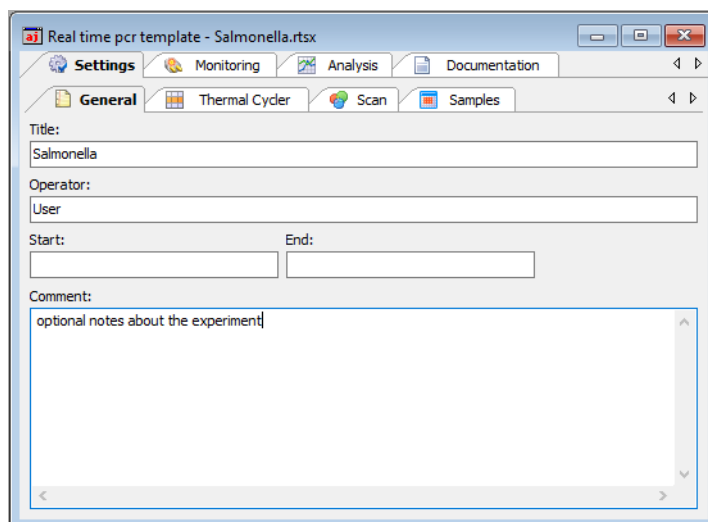 aj Real time pcr template - Salmonella.rtsx
Settings Monitoring Analysis Documentation
General Thermal Cycler Scan Samples
Title:
Salmonella
Operator:
User
Start: End:
Comment:
optional notes about the experiment